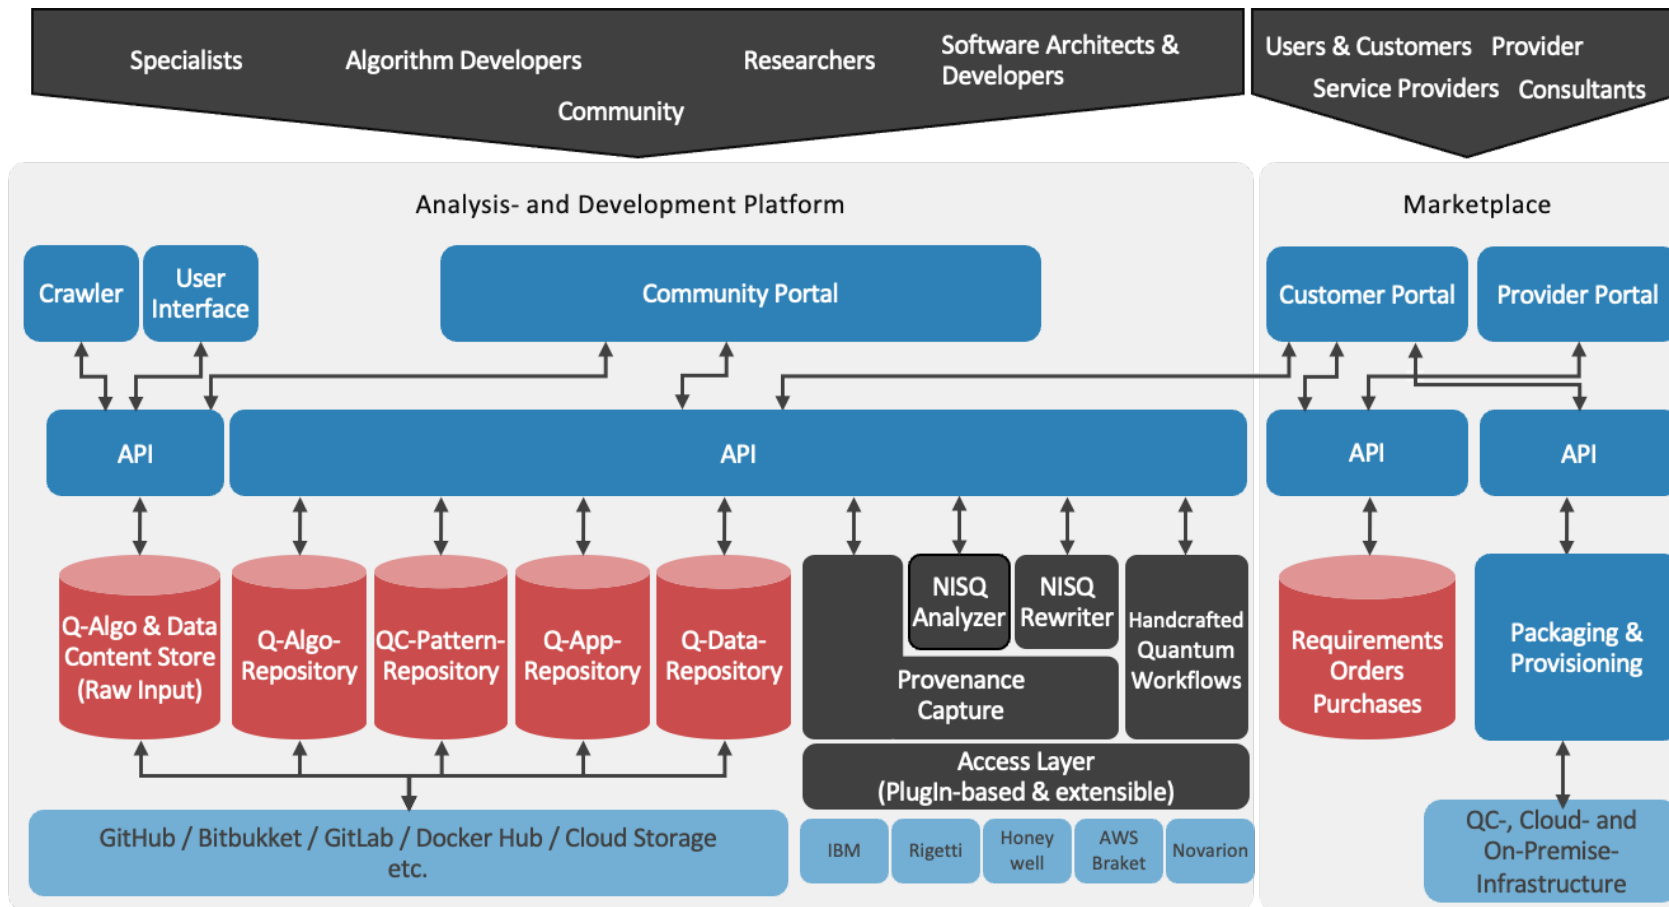 Specialists
Algorithm Developers
Researchers
Software Architects &
Developers
Community
Users & Customers
Provider
Service Providers
Consultants
Analysis- and Development Platform
Marketplace
Crawler
User
Interface
Community Portal
Customer Portal
Provider Portal
API
API
API
API
Q-Algo & Data
Content Store
(Raw Input)
Q-Algo-
Repository
QC-Pattern-
Repository
Q-App-
Repository
Q-Data-
Repository
NISQ
Analyzer
NISQ
Rewriter
Provenance
Capture
Handcrafted
Quantum
Workflows
Requirements
Orders
Purchases
Packaging &
Provisioning
Access Layer
(PlugIn-based & extensible)
GitHub / Bitbukket / GitLab / Docker Hub / Cloud Storage
etc.
IBM
Rigetti
Honey
well
AWS
Braket
Novarion
QC-, Cloud- and
On-Premise-
Infrastructure